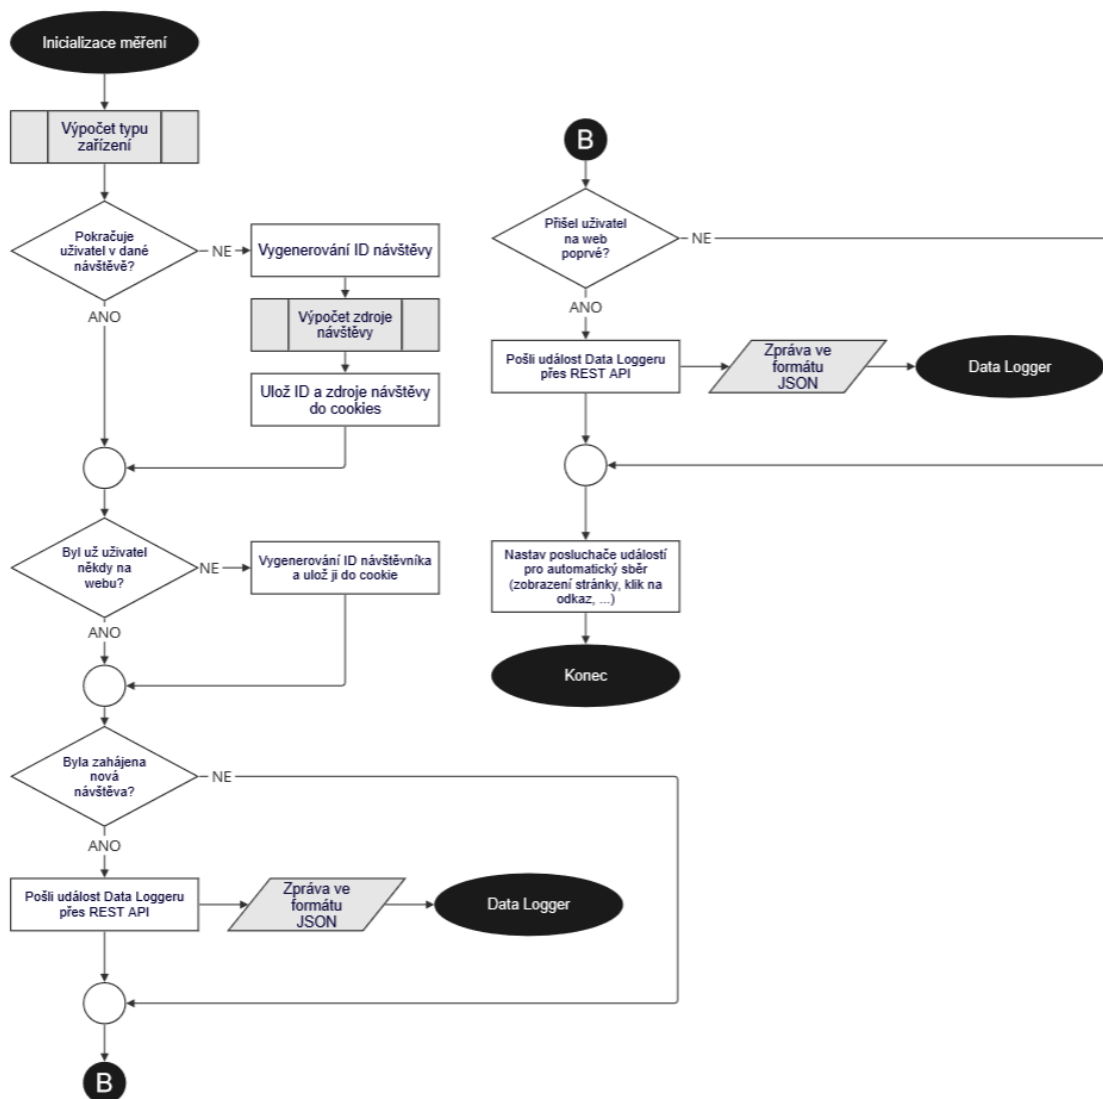 Inicializace měření
Výpočet typu
zařízení
Pokračuje
uživatel v dané
návštěvě?
NE
Vygenerování ID návštěvy
Výpočet zdroje
návštěvy
Ulož ID a zdroje návštěvy
do cookies
ANO
Byl už uživatel
někdy na
webu?
NE
Vygenerování ID návštěvníka
a ulož ji do cookie
ANO
Byla zahájena
nová
návštěva?
NE
ANO
Pošli událost Data Loggeru
přes REST API
Zpráva ve
formátu
JSON
Data Logger
B
B
Přišel uživatel
na web
poprvé?
NE
ANO
Pošli událost Data Loggeru
přes REST API
Zpráva ve
formátu
JSON
Data Logger
Nastav posluchače událostí
pro automatický sběr
(zobrazení stránky, klik na
odkaz, ...)
Konec